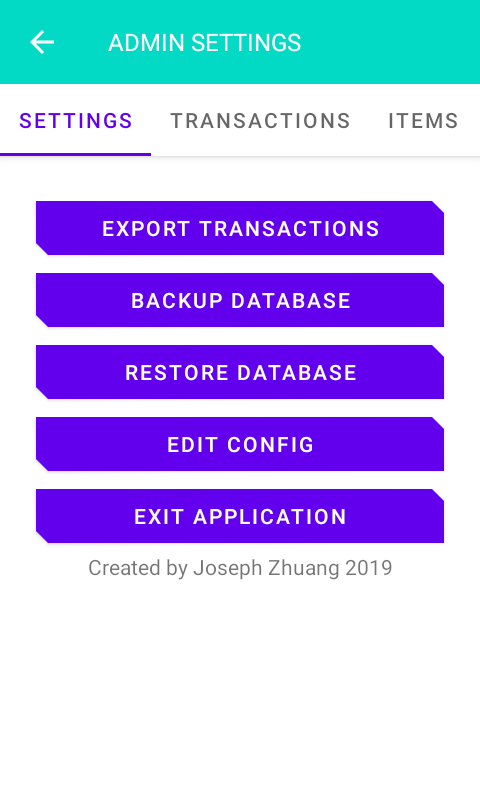 ADMIN SETTINGS
SETTINGS TRANSACTIONS ITEMS
EXPORT TRANSACTIONS
BACKUP DATABASE
RESTORE DATABASE
EDIT CONFIG
EXIT APPLICATION
Created by Joseph Zhuang 2019